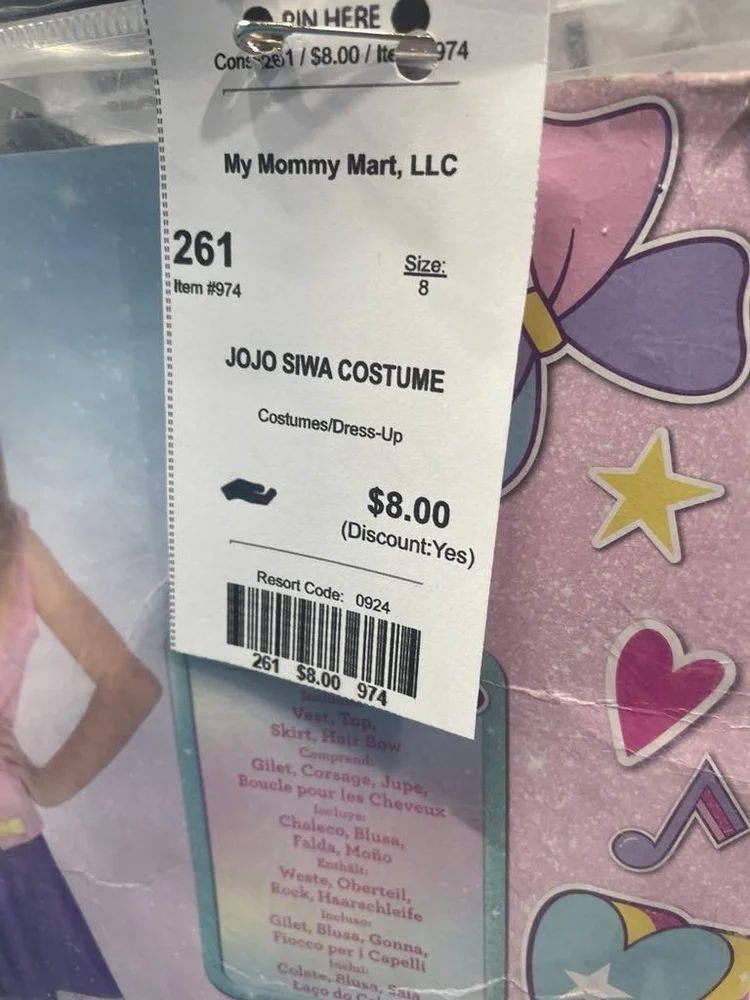 PIN HERE
Cons 261 / $8.00 / Ite 974
My Mommy Mart, LLC
261
Item #974
Size:
8
JOJO SIWA COSTUME
Costumes/Dress-Up
$8.00
(Discount:Yes)
Resort Code: 0924
261 $8.00 974
Vest, Top,
Skirt, Hair Bow
Comprend:
Gilet, Corsage, Jupe,
Boucle pour les Cheveux
Incluye:
Chaleco, Blusa,
Falda, Moño
Enthält:
Weste, Oberteil,
Rock, Haarschleife
Incluso:
Gilet, Blusa, Gonna,
Fiocco per i Capelli
Inclui:
Colete, Blusa, Saia
Laço do